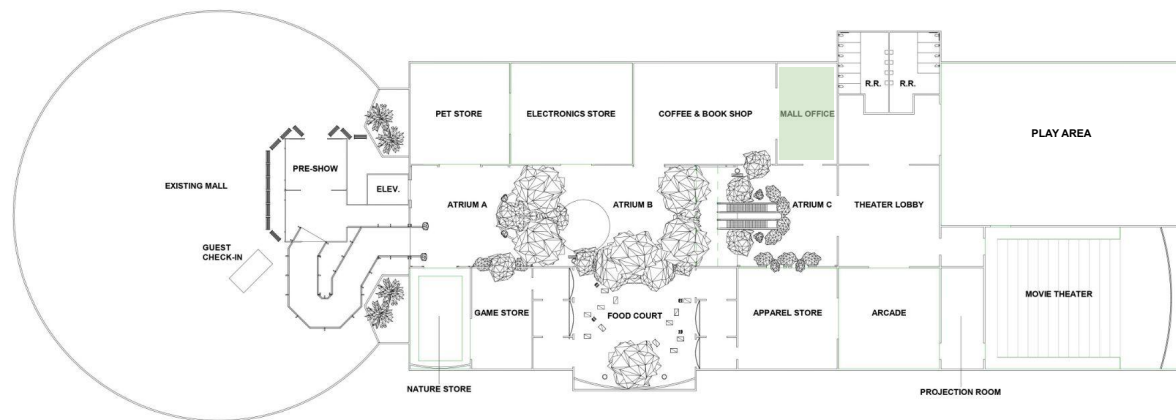 R.R.
R.R.
PET STORE
ELECTRONICS STORE
COFFEE & BOOK SHOP
MALL OFFICE
PLAY AREA
PRE-SHOW
EXISTING MALL
ELEV.
ATRIUM A
ATRIUM B
ATRIUM C
THEATER LOBBY
GUEST
CHECK-IN
MOVIE THEATER
GAME STORE
FOOD COURT
APPAREL STORE
ARCADE
NATURE STORE
PROJECTION ROOM